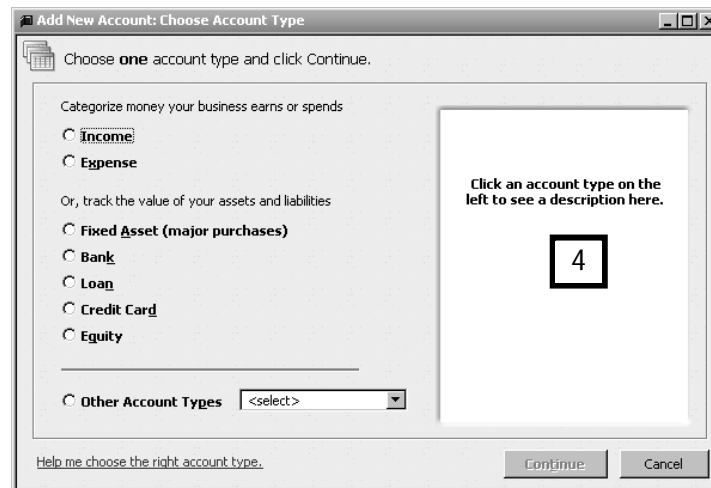 Add New Account: Choose Account Type
Choose one account type and click Continue.
Categorize money your business earns or spends
Income
Expense
Or, track the value of your assets and liabilities
Fixed Asset (major purchases)
Bank
Loan
Credit Card
Equity
Other Account Types <select>
Click an account type on the
left to see a description here.
4
Help me choose the right account type.
Continue Cancel